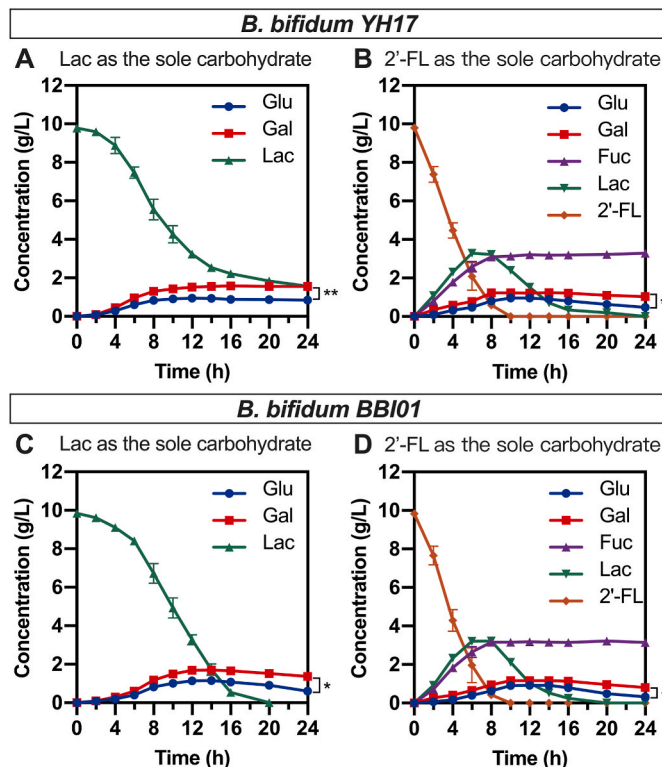 B. bifidum YH17
A Lac as the sole carbohydrate
Concentration (g/L)
12
10
8
6
4
2
0
Glu
Gal
Lac
**
0 4 8 12 16 20 24
Time (h)
B 2'-FL as the sole carbohydrate
Concentration (g/L)
12
10
8
6
4
2
0
Glu
Gal
Fuc
Lac
2'-FL
0 4 8 12 16 20 24
Time (h)
B. bifidum BBI01
C Lac as the sole carbohydrate
Concentration (g/L)
12
10
8
6
4
2
0
Glu
Gal
Lac
*
0 4 8 12 16 20 24
Time (h)
D 2'-FL as the sole carbohydrate
Concentration (g/L)
12
10
8
6
4
2
0
Glu
Gal
Fuc
Lac
2'-FL
0 4 8 12 16 20 24
Time (h)